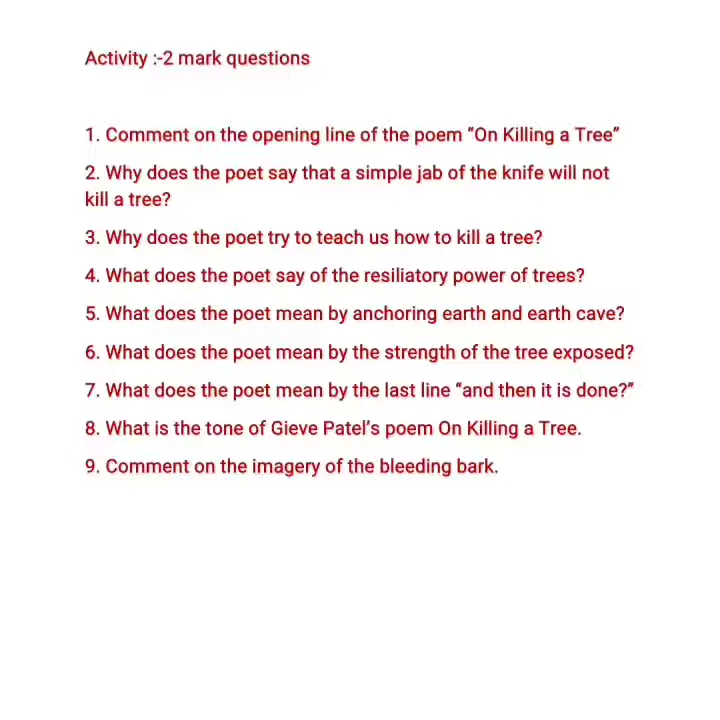 Activity :-2 mark questions
1. Comment on the opening line of the poem “On Killing a Tree”
2. Why does the poet say that a simple jab of the knife will not
kill a tree?
3. Why does the poet try to teach us how to kill a tree?
4. What does the poet say of the resiliatory power of trees?
5. What does the poet mean by anchoring earth and earth cave?
6. What does the poet mean by the strength of the tree exposed?
7. What does the poet mean by the last line “and then it is done?”
8. What is the tone of Gieve Patel’s poem On Killing a Tree.
9. Comment on the imagery of the bleeding bark.